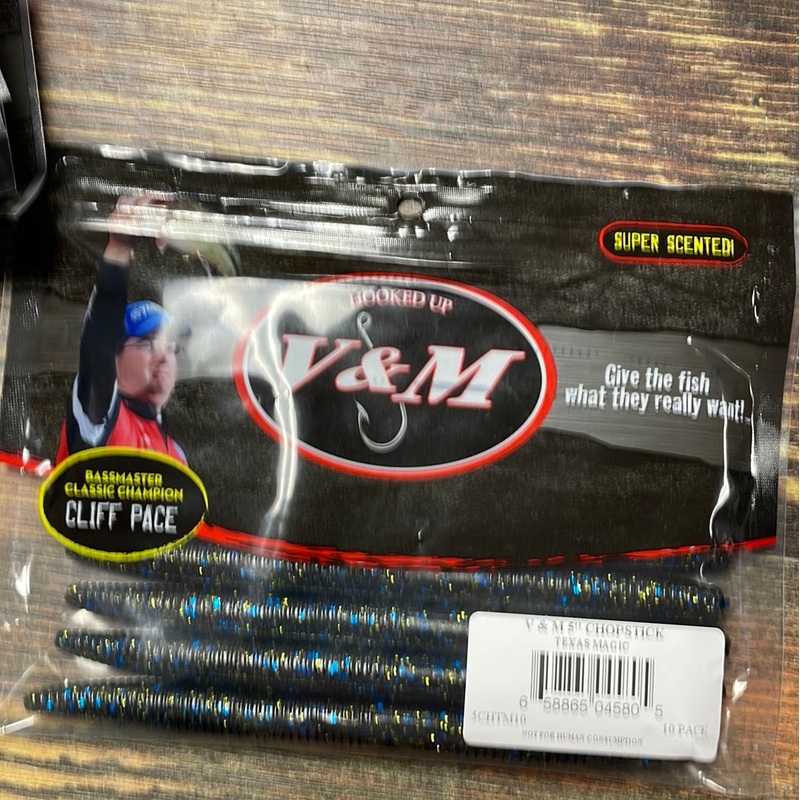 SUPER SCENTED!
HOOKED UP
V&M
Give the fish
what they really want!
BASSMASTER
CLASSIC CHAMPION
CLIFF PACE
V & M 5" CHOPSTICK
TEXAS MAGIC
6 58865 04580 5
5CHTM10
10 PACK
NOT FOR HUMAN CONSUMPTION